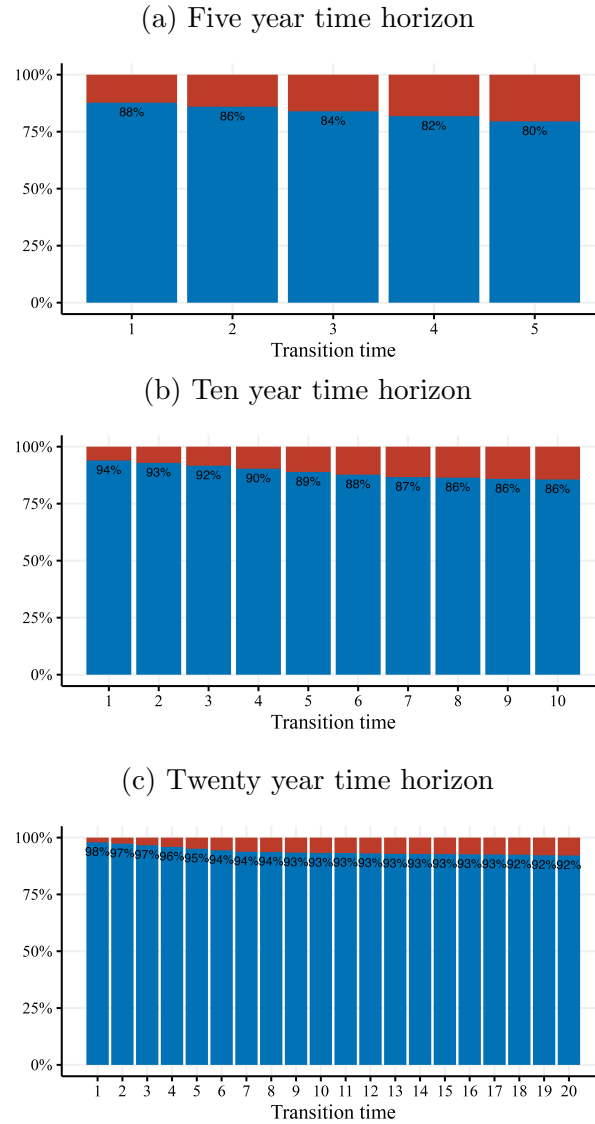 (a) Five year time horizon
100%
88% 86% 84% 82% 80%
75%
50%
25%
0%
1 2 3 4 5
Transition time
(b) Ten year time horizon
100%
94% 93% 92% 90% 89% 88% 87% 86% 86% 86%
75%
50%
25%
0%
1 2 3 4 5 6 7 8 9 10
Transition time
(c) Twenty year time horizon
100%
98% 97% 97% 96% 95% 94% 94% 94% 93% 93% 93% 93% 93% 93% 93% 93% 93% 92% 92% 92%
75%
50%
25%
0%
1 2 3 4 5 6 7 8 9 10 11 12 13 14 15 16 17 18 19 20
Transition time